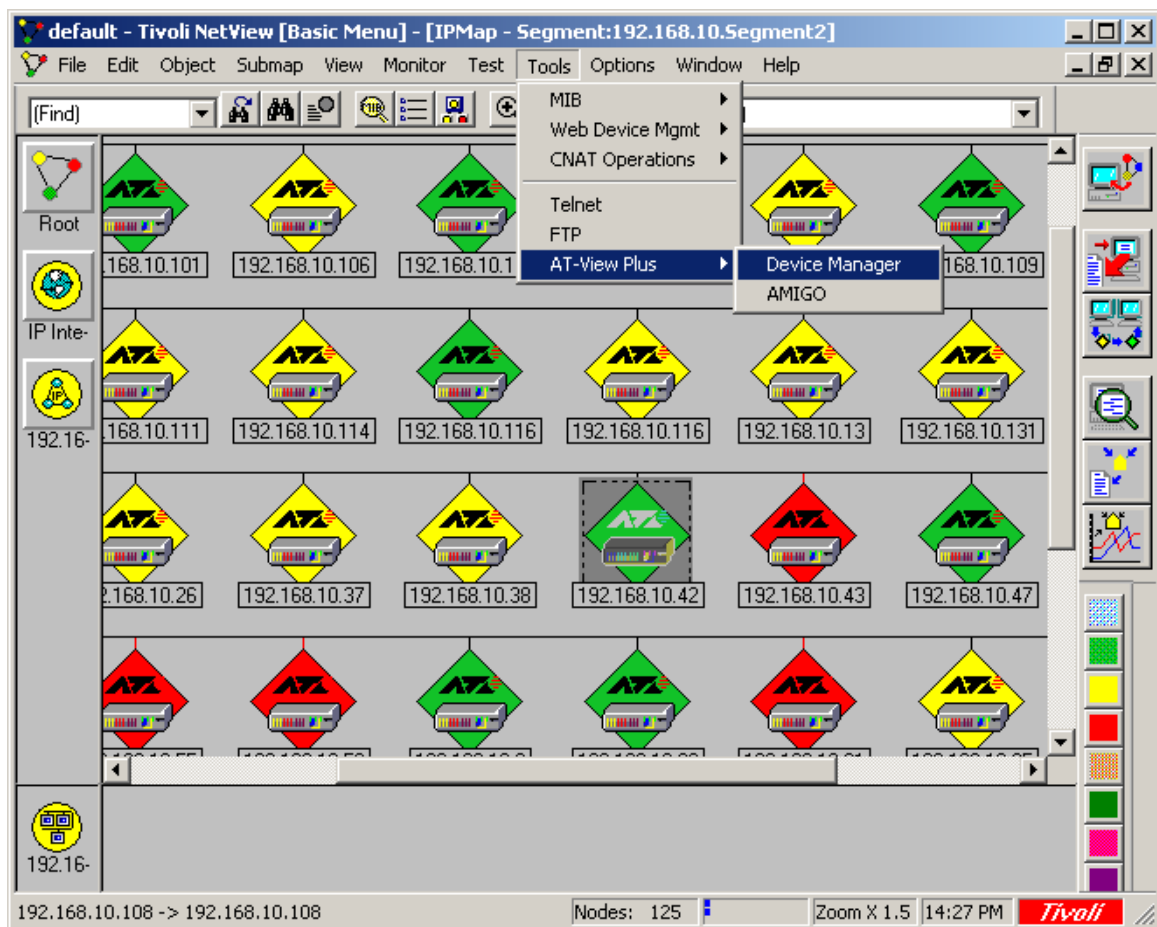 default - Tivoli NetView [Basic Menu] - [IPMap - Segment:192.168.10.Segment2]
File Edit Object Submap View Monitor Test Tools Options Window Help
(Find)
MIB
Web Device Mgmt
CNAT Operations
Telnet
FTP
AT-View Plus
Device Manager
AMIGO
Root
.168.10.101 192.168.10.106 192.168.10.1 168.10.109
IP Inte-
.168.10.111 192.168.10.114 192.168.10.116 192.168.10.116 192.168.10.13 192.168.10.131
192.16-
2.168.10.26 192.168.10.37 192.168.10.38 192.168.10.42 192.168.10.43 192.168.10.47
192.16-
192.168.10.108 -> 192.168.10.108 Nodes: 125 Zoom X 1.5 14:27 PM Tivoli